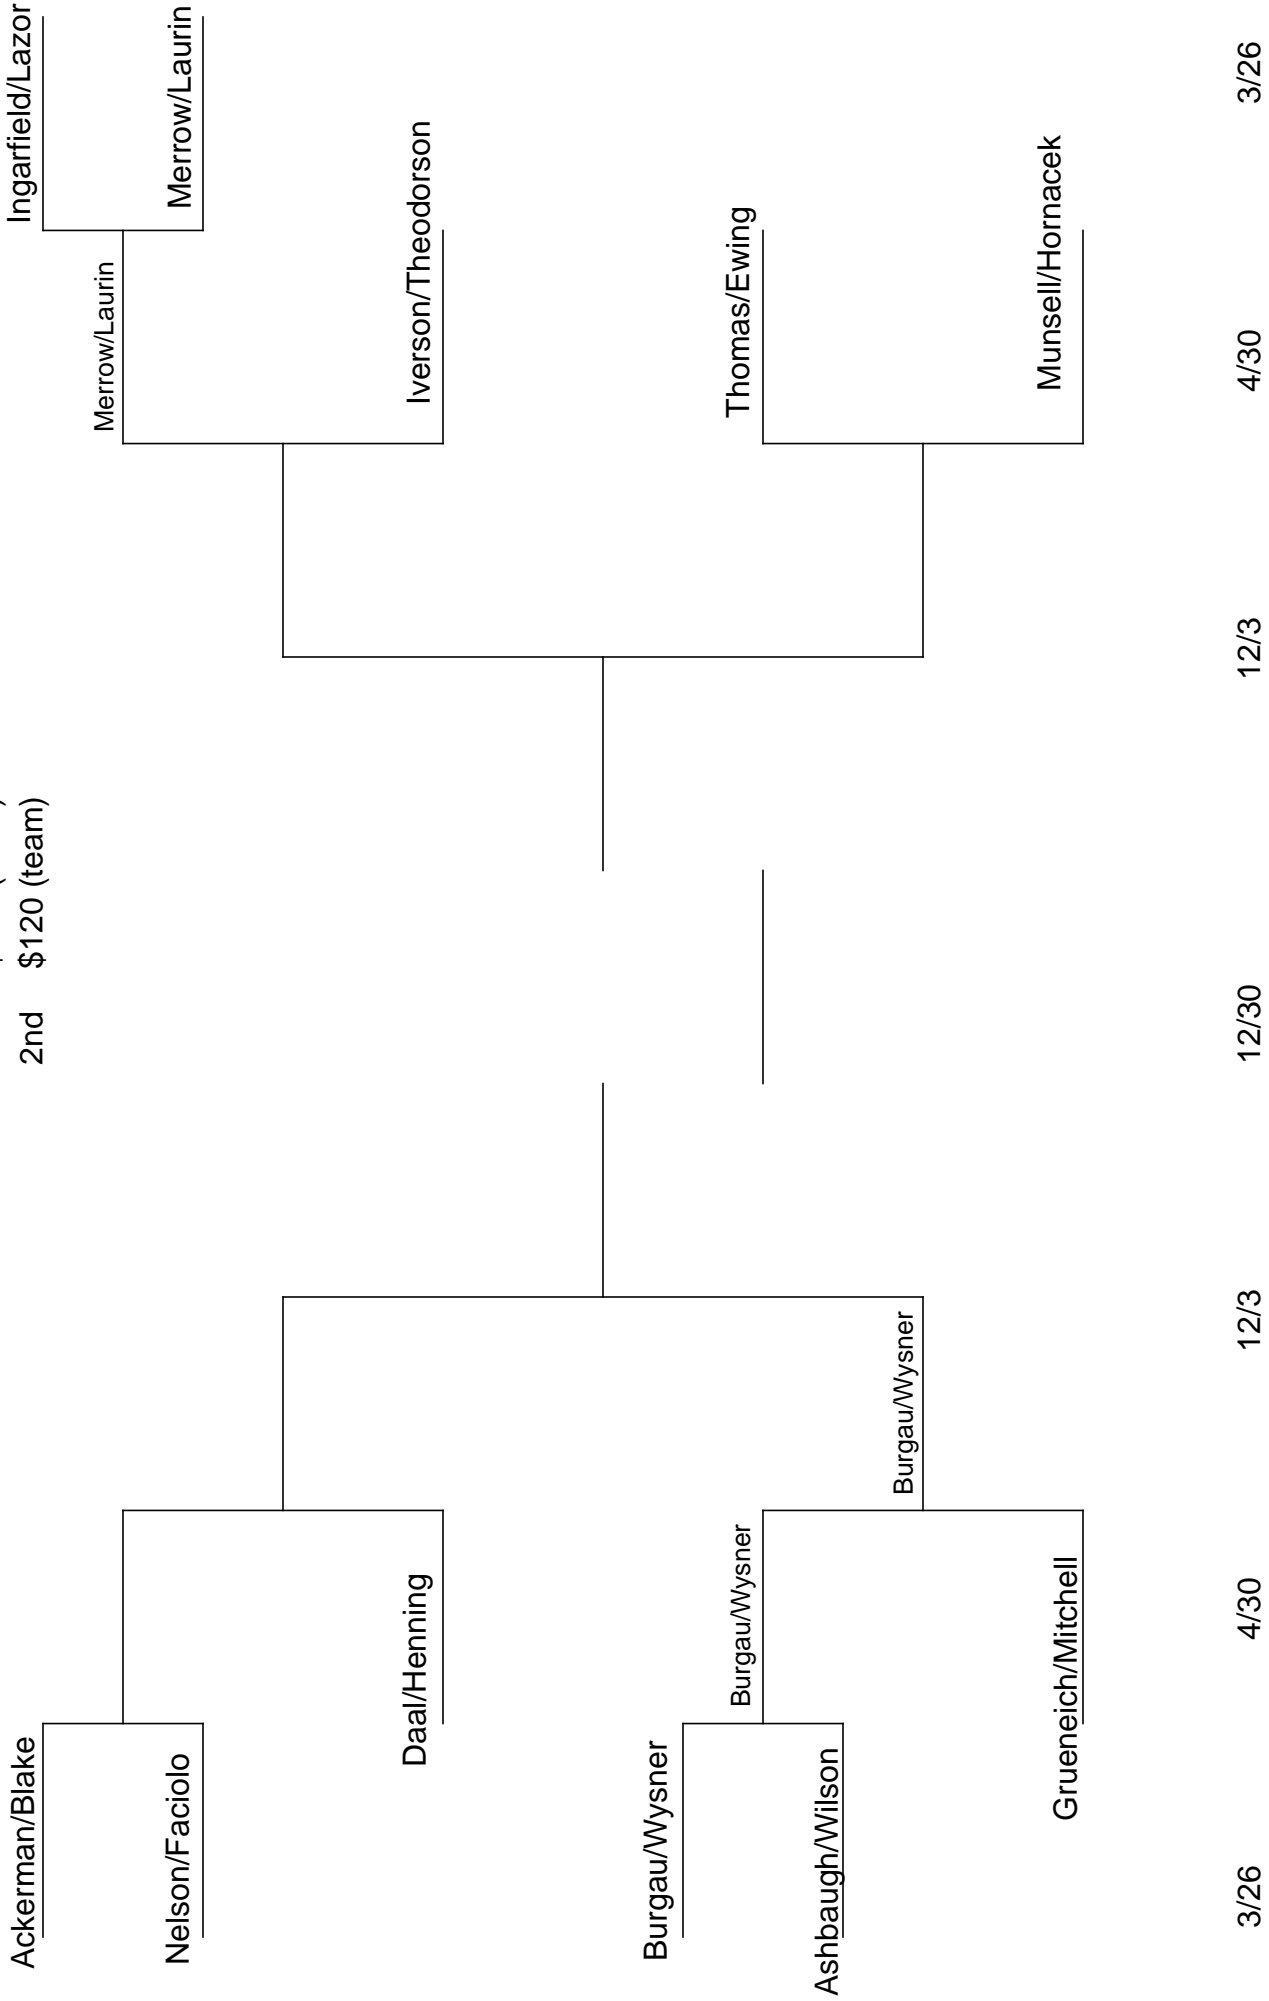 2nd $120 (team)
Ackerman/Blake
Ingarfield/Lazor
Merrow/Laurin
Nelson/Faciolo
Merrow/Laurin
Daal/Henning
Iverson/Theodorson
Burgau/Wysner
Burgau/Wysner
Thomas/Ewing
Ashbaugh/Wilson
Burgau/Wysner
Grueneich/Mitchell
Munsell/Hornacek
3/26 4/30 12/3 12/30 12/3 4/30 3/26